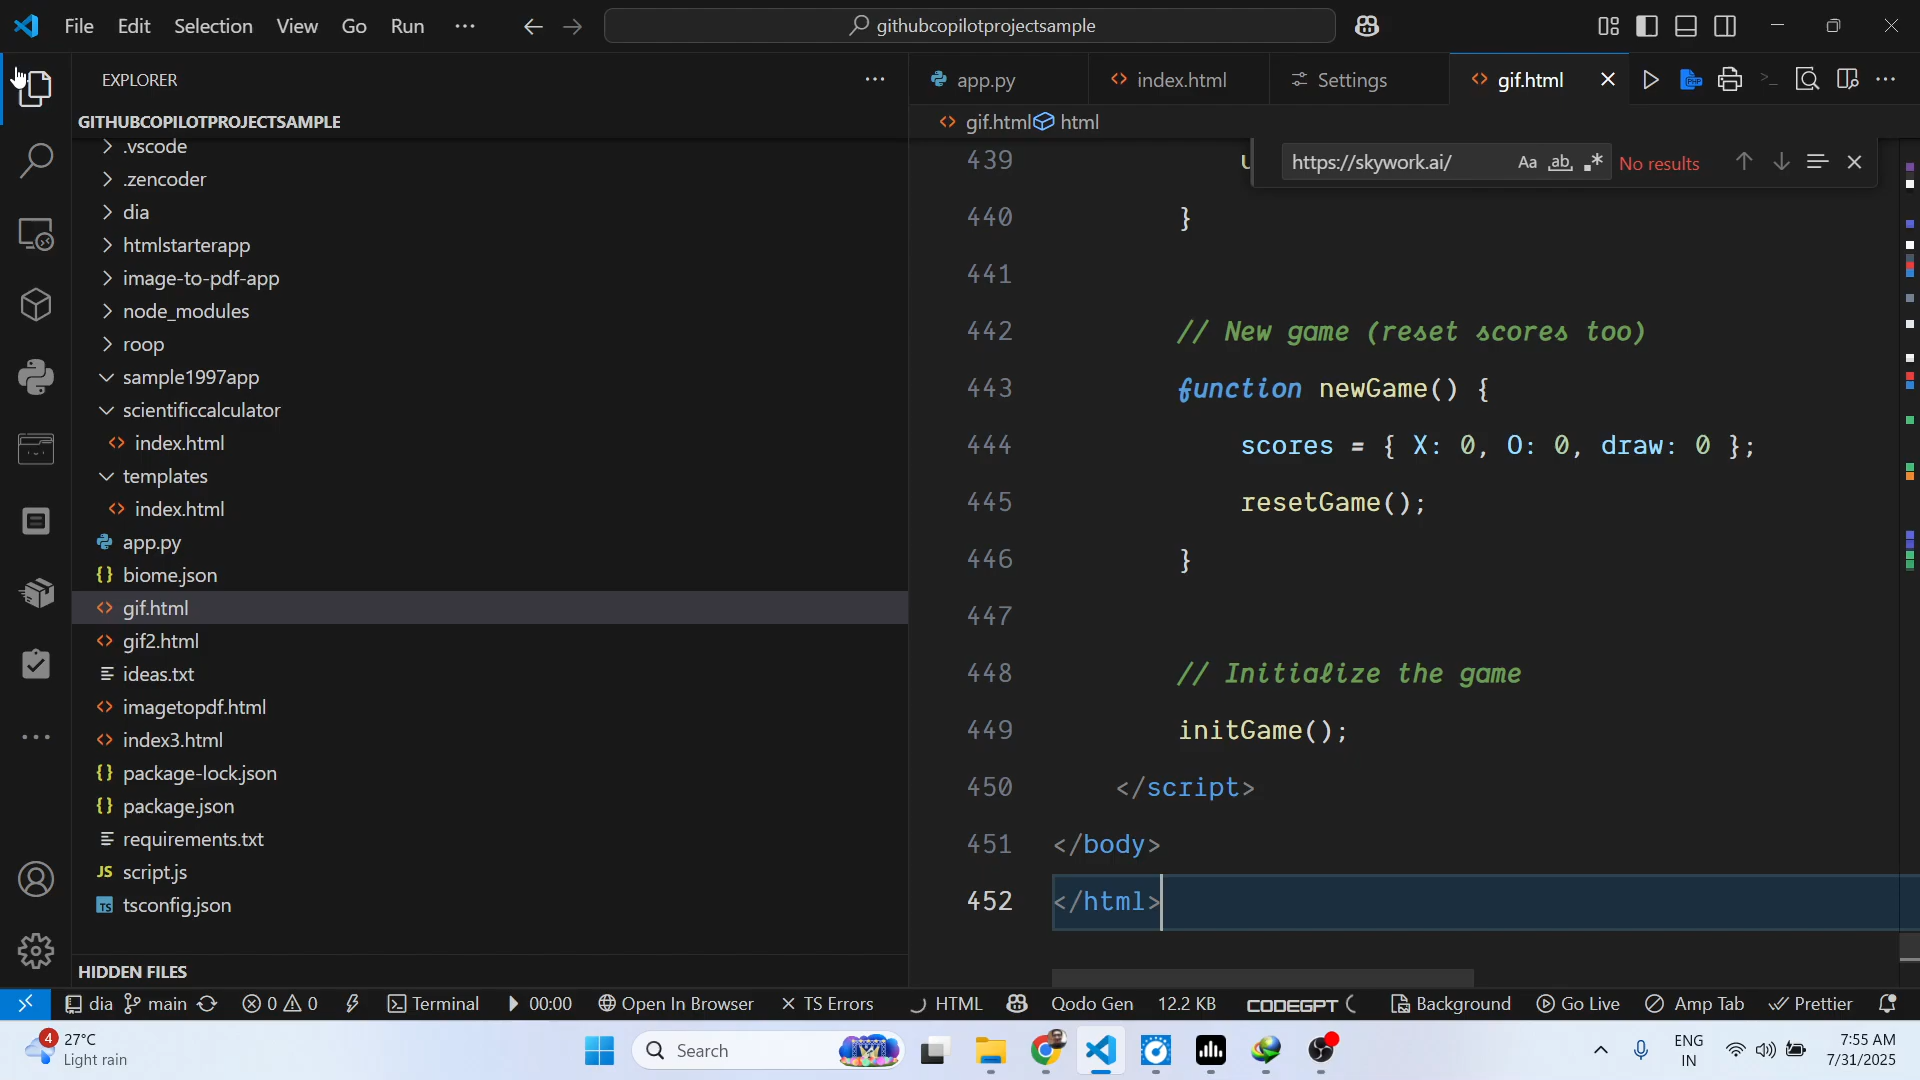 File Edit Selection View Go Run
githubcopilotprojectsample
EXPLORER
GITHUBCOPILOTPROJECTSAMPLE
.vscode
.zencoder
dia
htmlstarterapp
image-to-pdf-app
node_modules
roop
sample1997app
scientificcalculator
<> index.html
templates
<> index.html
app.py
{} biome.json
<> gif.html
<> gif2.html
ideas.txt
<> imagetopdf.html
<> index3.html
{} package-lock.json
{} package.json
requirements.txt
JS script.js
TS tsconfig.json
HIDDEN FILES
app.py <> index.html Settings <> gif.html
<> gif.html html
https://skywork.ai/ Aa ab .* No results
439 u
440 }
441
442 // New game (reset scores too)
443 function newGame() {
444 scores = { X: 0, O: 0, draw: 0 };
445 resetGame();
446 }
447
448 // Initialize the game
449 initGame();
450 </script>
451 </body>
452 </html>
dia main 0 0 Terminal 00:00 Open In Browser TS Errors HTML Qodo Gen 12.2 KB CODEGPT Background Go Live Amp Tab Prettier
4 27°C
Light rain
Search
ENG
IN
7:55 AM
7/31/2025